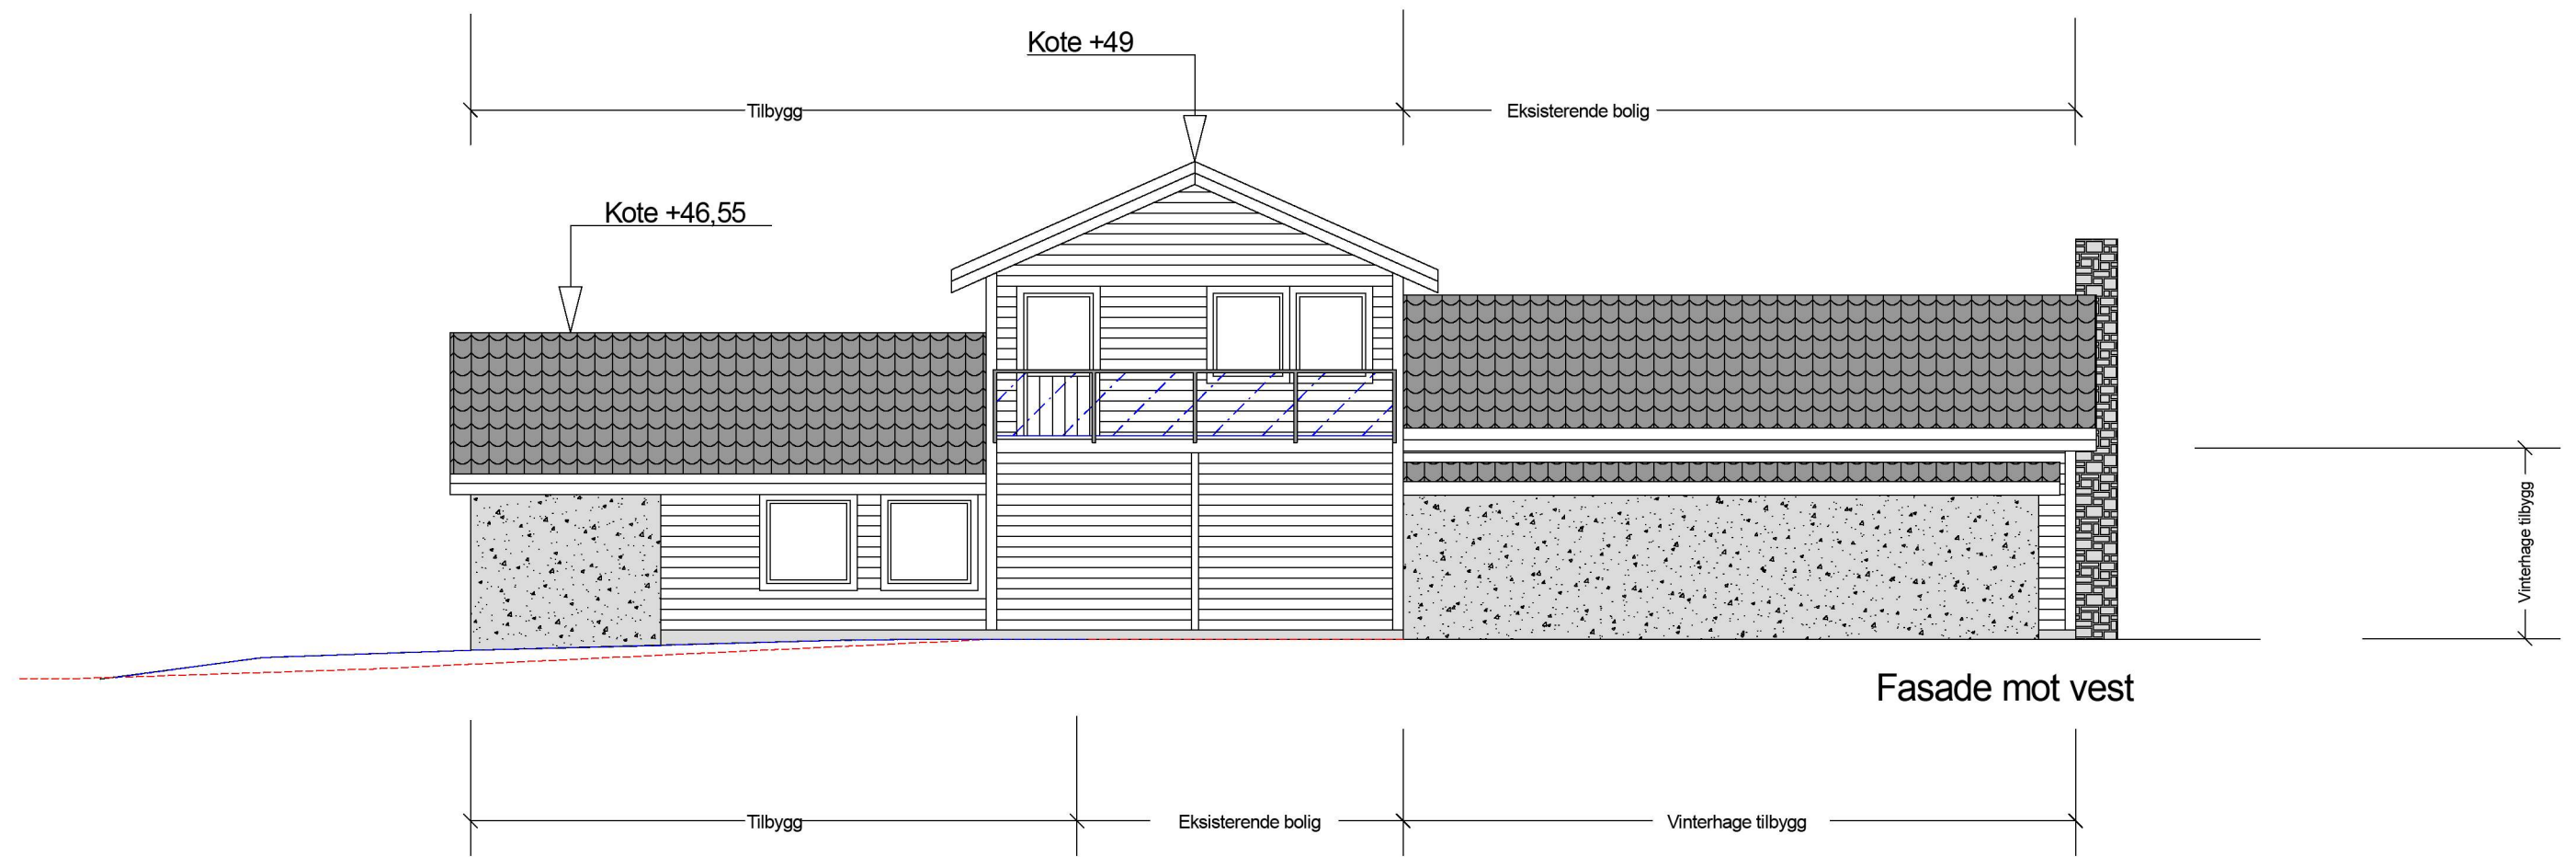 Kote +49
Tilbygg
Eksisterende bolig
Kote +46,55
Vinterhage tilbygg
Fasade mot vest
Tilbygg
Eksisterende bolig
Vinterhage tilbygg